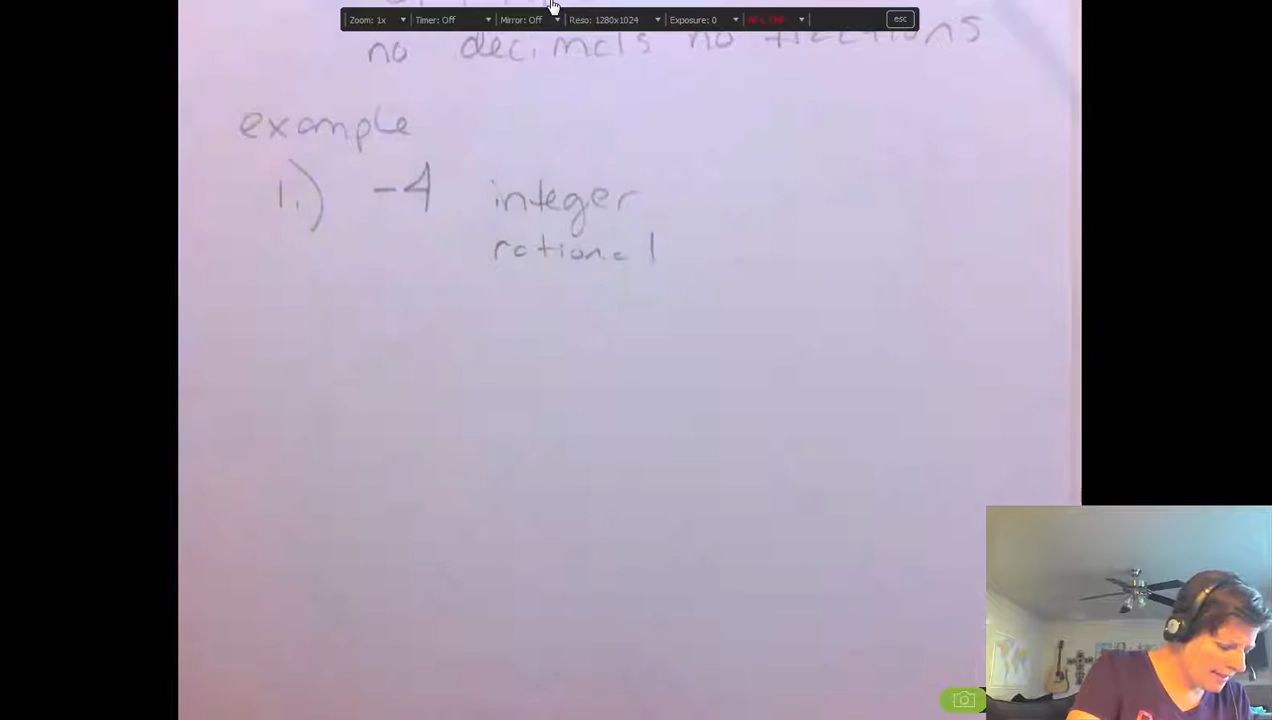 Zoom: 1x Timer: Off Mirror: Off Reso: 1280x1024 Exposure: 0 esc
no decimals no fractions
example
1.) -4 integer
rational